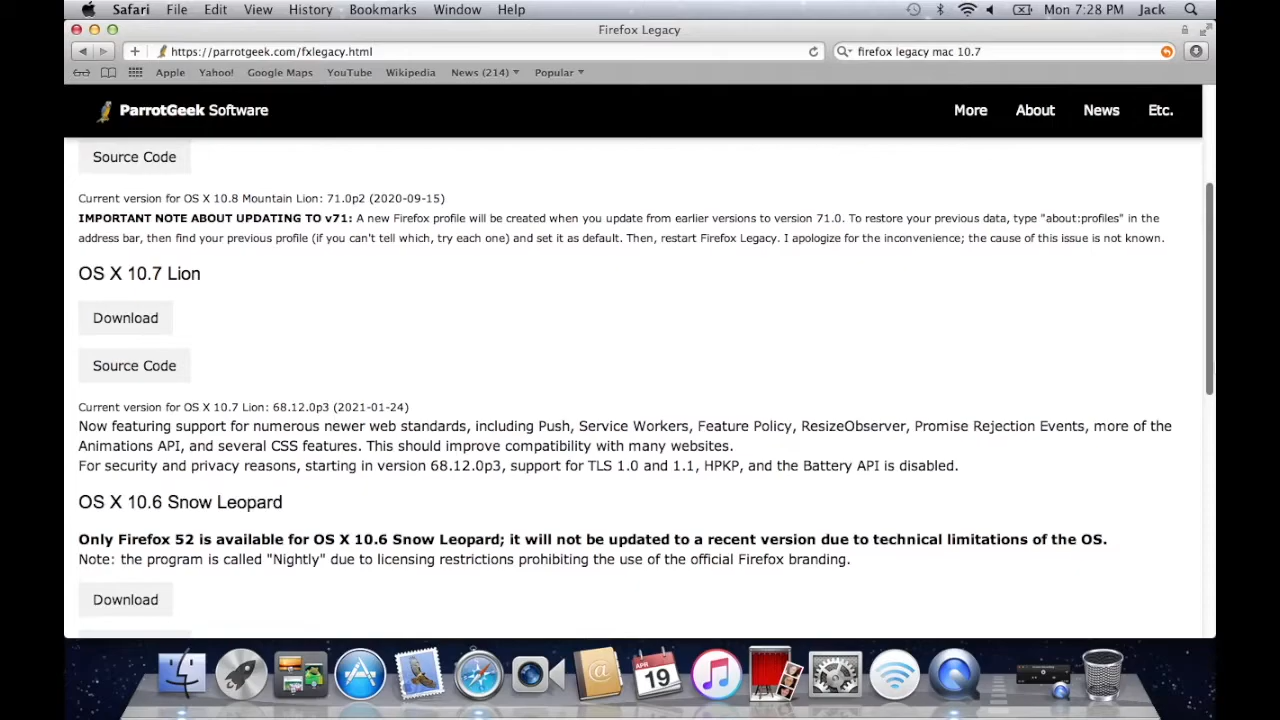 Safari File Edit View History Bookmarks Window Help Mon 7:28 PM Jack
Firefox Legacy
https://parrotgeek.com/fxlegacy.html firefox legacy mac 10.7
Apple Yahoo! Google Maps YouTube Wikipedia News (214) Popular
ParrotGeek Software More About News Etc.
Source Code
Current version for OS X 10.8 Mountain Lion: 71.0p2 (2020-09-15)
IMPORTANT NOTE ABOUT UPDATING TO v71: A new Firefox profile will be created when you update from earlier versions to version 71.0. To restore your previous data, type "about:profiles" in the
address bar, then find your previous profile (if you can't tell which, try each one) and set it as default. Then, restart Firefox Legacy. I apologize for the inconvenience; the cause of this issue is not known.
OS X 10.7 Lion
Download
Source Code
Current version for OS X 10.7 Lion: 68.12.0p3 (2021-01-24)
Now featuring support for numerous newer web standards, including Push, Service Workers, Feature Policy, ResizeObserver, Promise Rejection Events, more of the
Animations API, and several CSS features. This should improve compatibility with many websites.
For security and privacy reasons, starting in version 68.12.0p3, support for TLS 1.0 and 1.1, HPKP, and the Battery API is disabled.
OS X 10.6 Snow Leopard
Only Firefox 52 is available for OS X 10.6 Snow Leopard; it will not be updated to a recent version due to technical limitations of the OS.
Note: the program is called "Nightly" due to licensing restrictions prohibiting the use of the official Firefox branding.
Download
APR
19